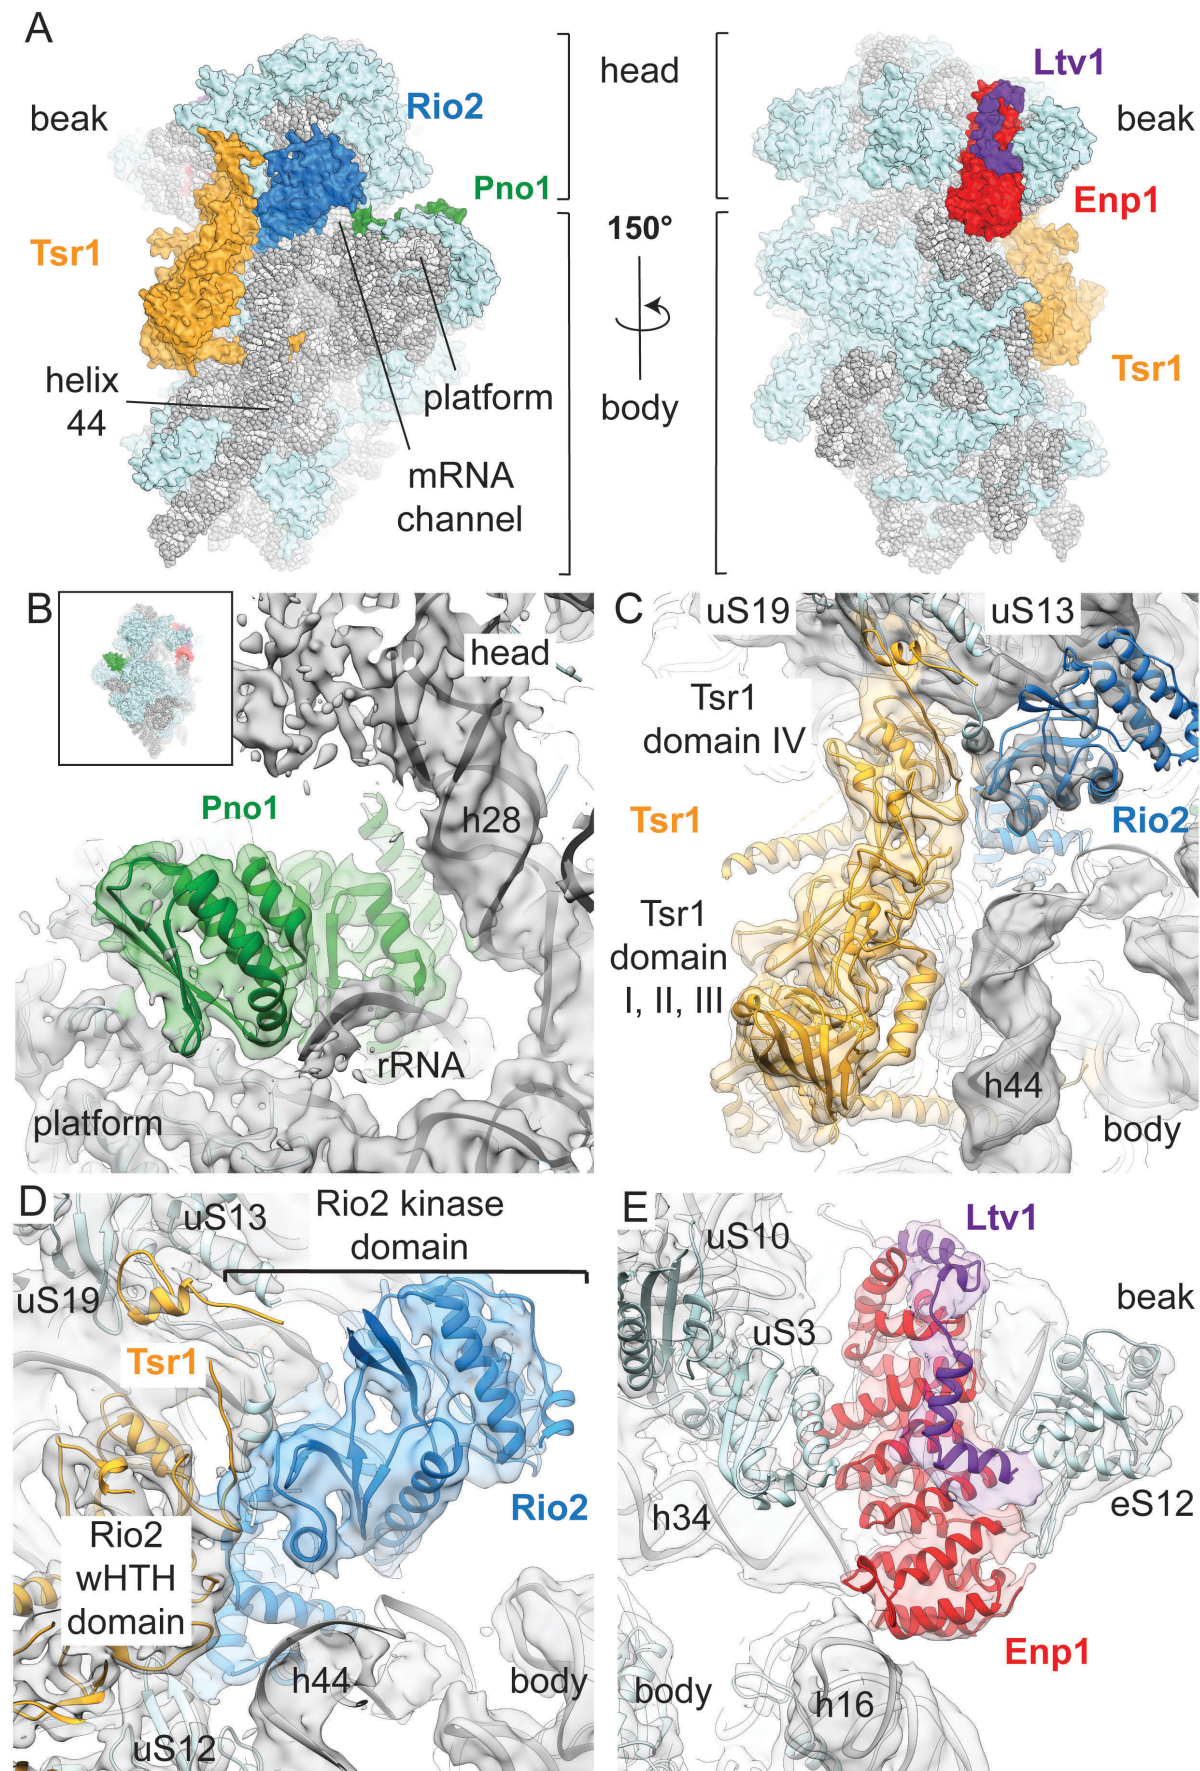 A
beak
Rio2
Pno1
Tsr1
helix
44
platform
mRNA
channel
head
150°
body
Ltv1
beak
Enp1
Tsr1
B
head
Pno1
h28
rRNA
platform
C
uS19
uS13
Tsr1
domain IV
Tsr1
Rio2
Tsr1
domain
I, II, III
h44
body
D
uS13
Rio2 kinase
domain
uS19
Tsr1
Rio2
Rio2
wHTH
domain
h44
body
uS12
E
Ltv1
uS10
beak
uS3
eS12
h34
Enp1
body
h16